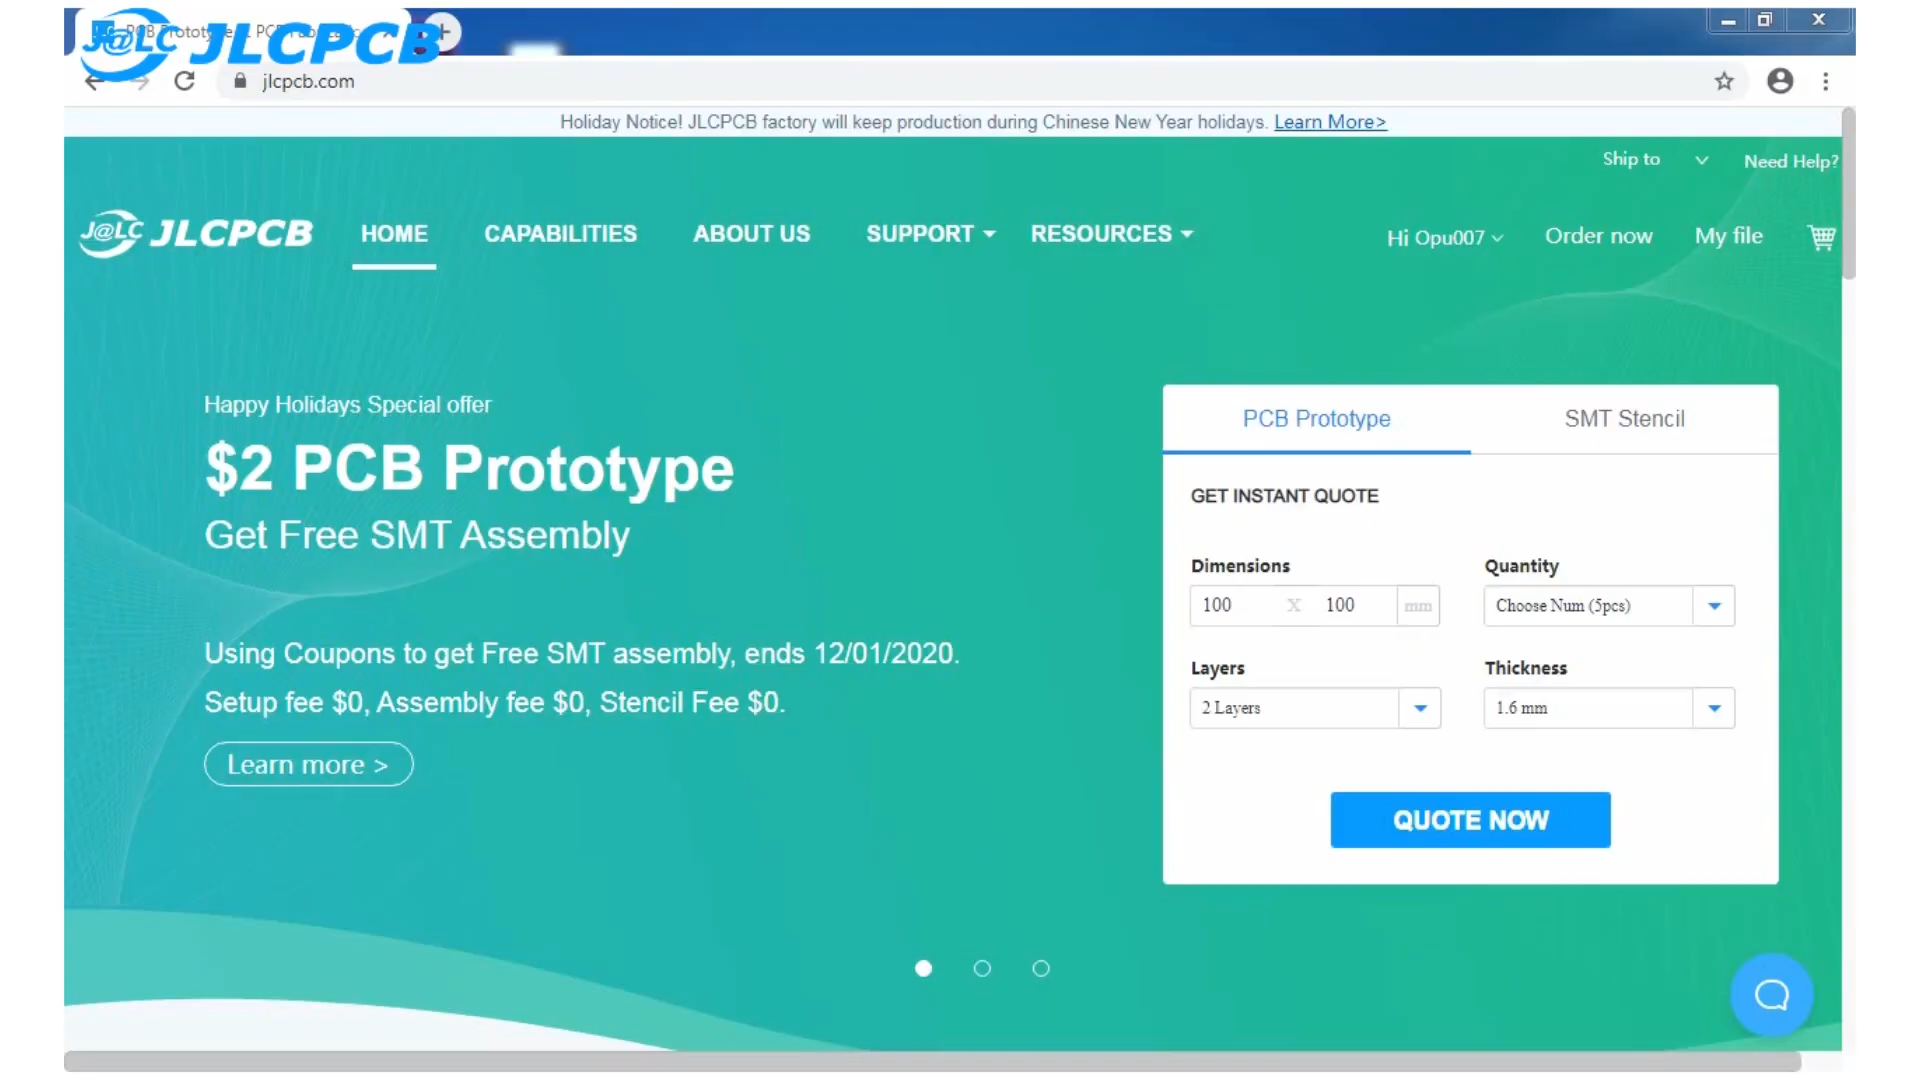 JLCPCB
jlcpcb.com
Holiday Notice! JLCPCB factory will keep production during Chinese New Year holidays. Learn More>
Ship to
Need Help?
J@LC JLCPCB
HOME
CAPABILITIES
ABOUT US
SUPPORT
RESOURCES
Hi Opu007
Order now
My file
Happy Holidays Special offer
$2 PCB Prototype
Get Free SMT Assembly
Using Coupons to get Free SMT assembly, ends 12/01/2020.
Setup fee $0, Assembly fee $0, Stencil Fee $0.
Learn more >
PCB Prototype
SMT Stencil
GET INSTANT QUOTE
Dimensions
Quantity
100 X 100 mm
Choose Num (5pcs)
Layers
Thickness
2 Layers
1.6 mm
QUOTE NOW